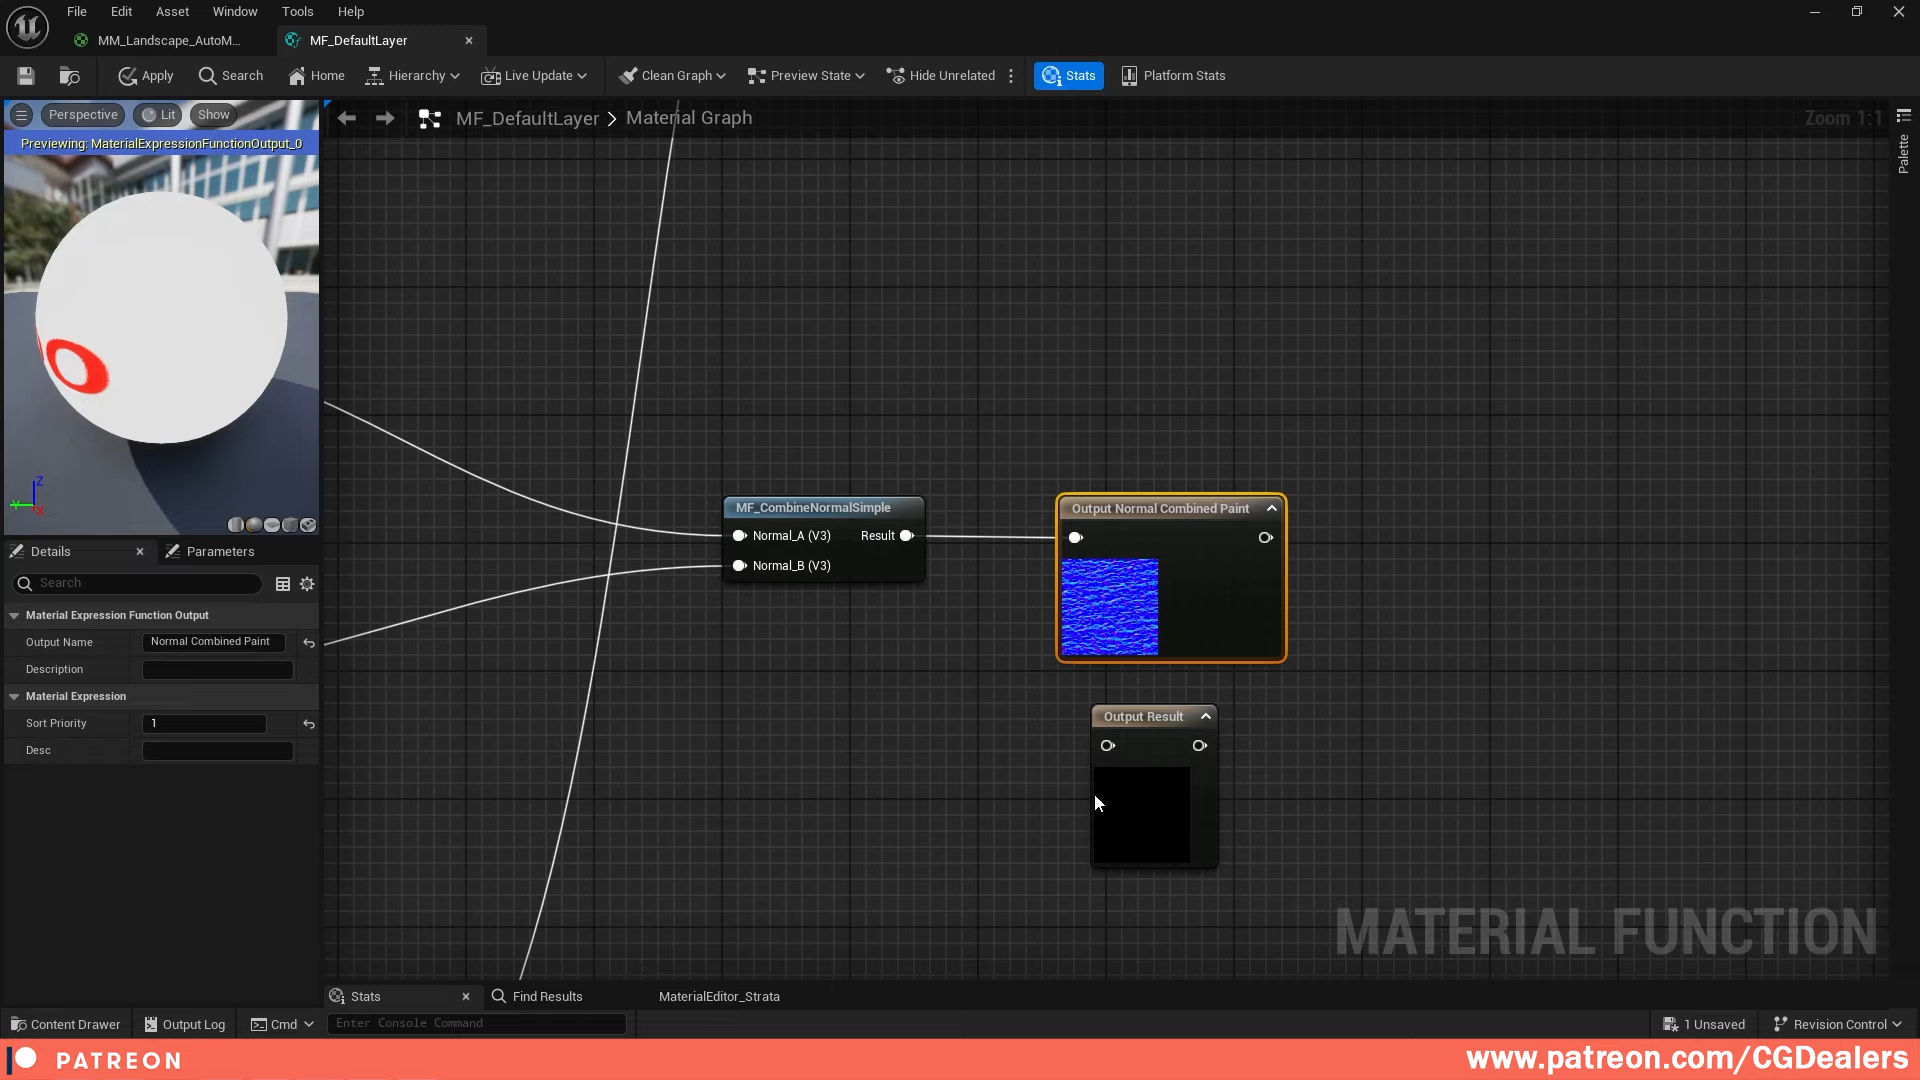 File Edit Asset Window Tools Help
MM_Landscape_AutoM... MF_DefaultLayer
Apply Search Home Hierarchy Live Update Clean Graph Preview State Hide Unrelated Stats Platform Stats
Perspective Lit Show
MF_DefaultLayer > Material Graph
Zoom 1:1
Palette
Previewing: MaterialExpressionFunctionOutput_0
MF_CombineNormalSimple
Normal_A (V3) Result
Normal_B (V3)
Output Normal Combined Paint
Output Result
Z
Y
X
Details Parameters
Search
Material Expression Function Output
Output Name Normal Combined Paint
Description
Material Expression
Sort Priority 1
Desc
MATERIAL FUNCTION
Stats Find Results MaterialEditor_Strata
Content Drawer Output Log Cmd Enter Console Command 1 Unsaved Revision Control
PATREON www.patreon.com/CGDealers